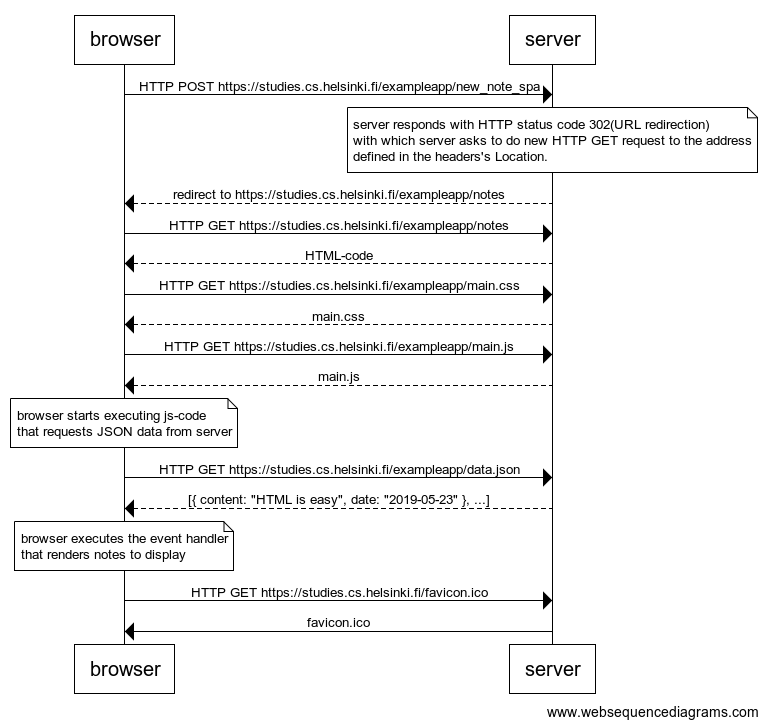 browser
server
HTTP POST https://studies.cs.helsinki.fi/exampleapp/new_note_spa
server responds with HTTP status code 302(URL redirection)
with which server asks to do new HTTP GET request to the address
defined in the headers's Location.
redirect to https://studies.cs.helsinki.fi/exampleapp/notes
HTTP GET https://studies.cs.helsinki.fi/exampleapp/notes
HTML-code
HTTP GET https://studies.cs.helsinki.fi/exampleapp/main.css
main.css
HTTP GET https://studies.cs.helsinki.fi/exampleapp/main.js
main.js
browser starts executing js-code
that requests JSON data from server
HTTP GET https://studies.cs.helsinki.fi/exampleapp/data.json
[{ content: "HTML is easy", date: "2019-05-23" }, ...]
browser executes the event handler
that renders notes to display
HTTP GET https://studies.cs.helsinki.fi/favicon.ico
favicon.ico
browser
server
www.websequencediagrams.com